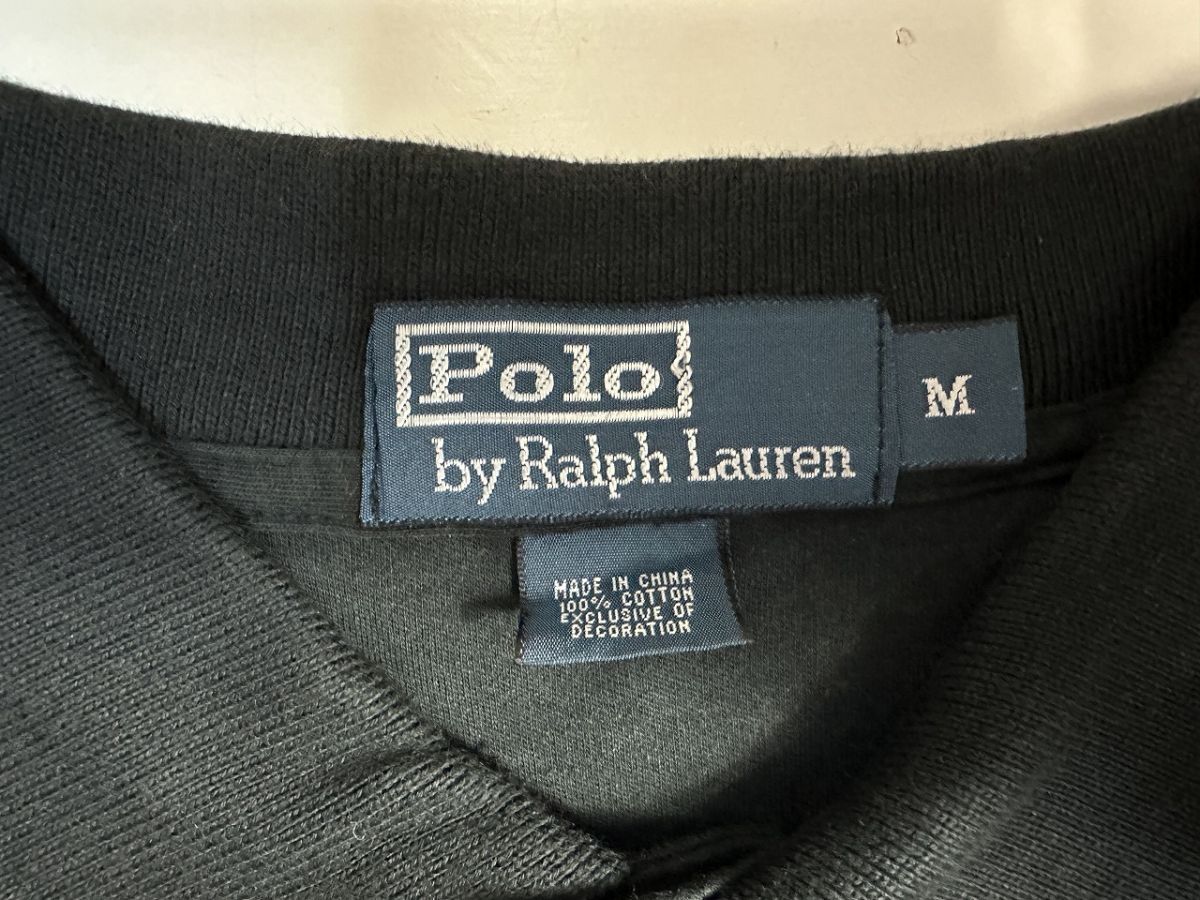 Polo
by Ralph Lauren
M
MADE IN CHINA
100% COTTON
EXCLUSIVE OF
DECORATION